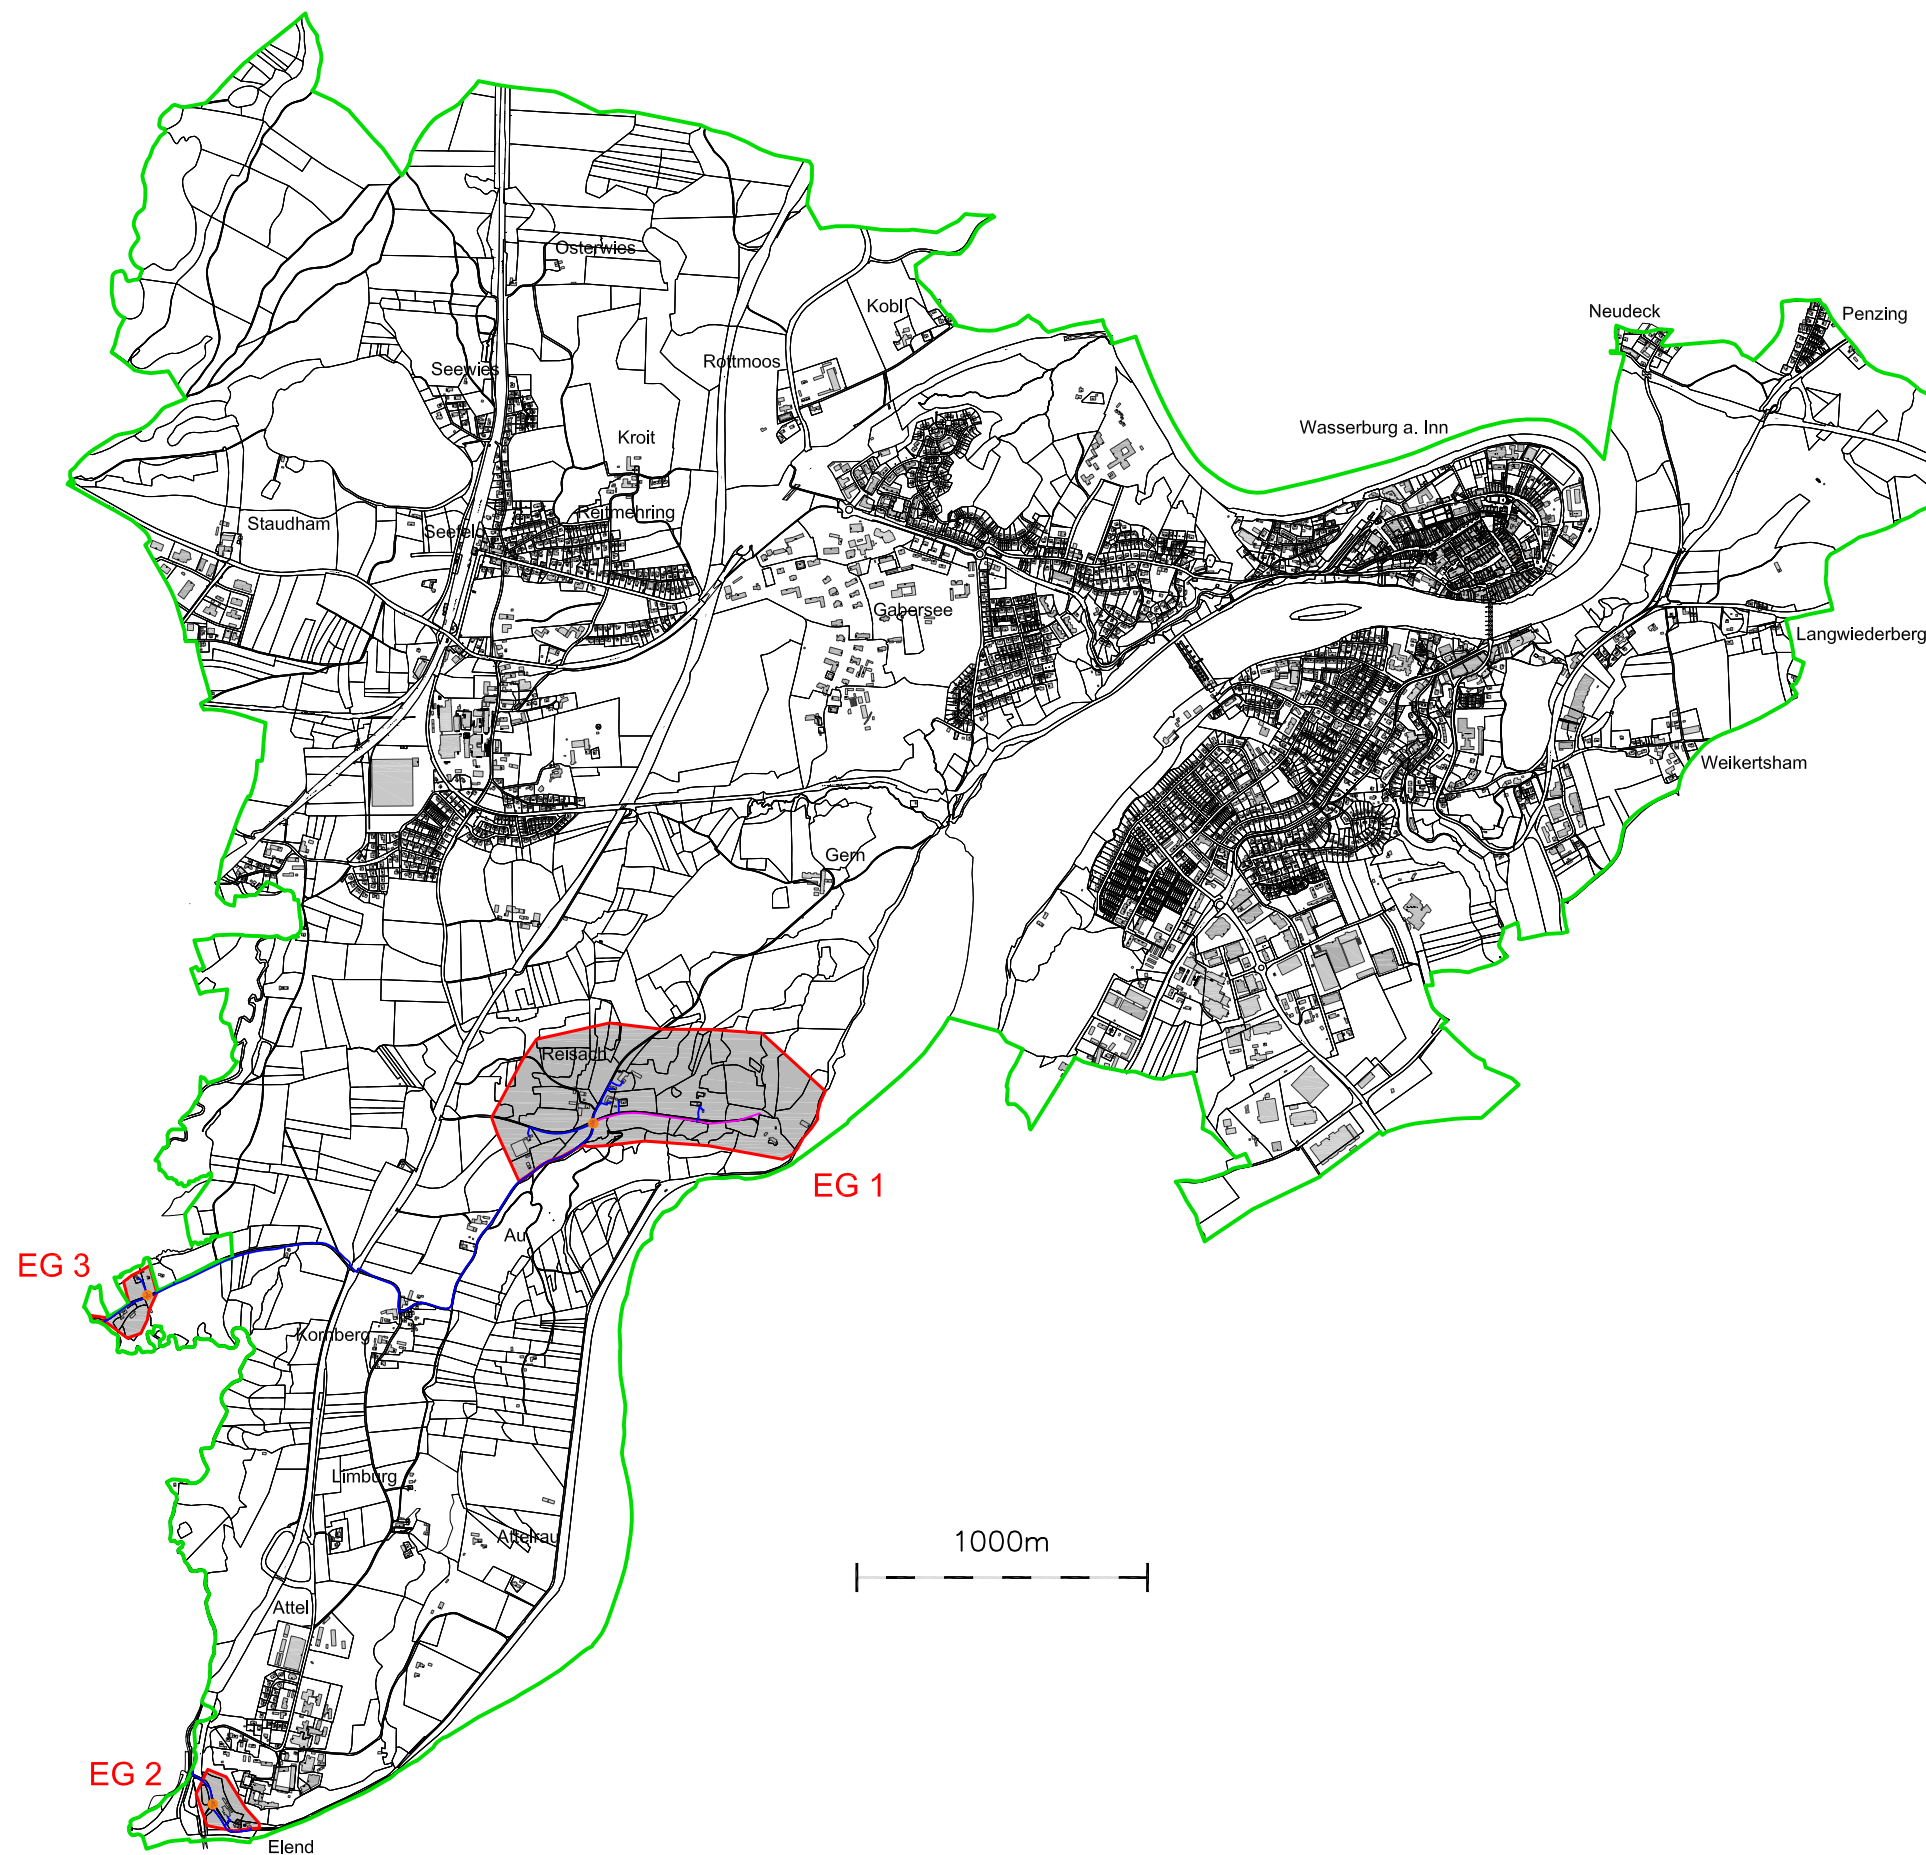 Osterwies
Kobl
Neudeck
Penzing
Rottmoos
Seewies
Wasserburg a. Inn
Kroit
Reitmehring
Staudham
Seefeld
Gabersee
Langwiederberg
Weikertsham
Gern
Reisach
EG 1
Au
EG 3
Kornberg
Limburg
Attelrau
1000m
Attel
EG 2
Elend